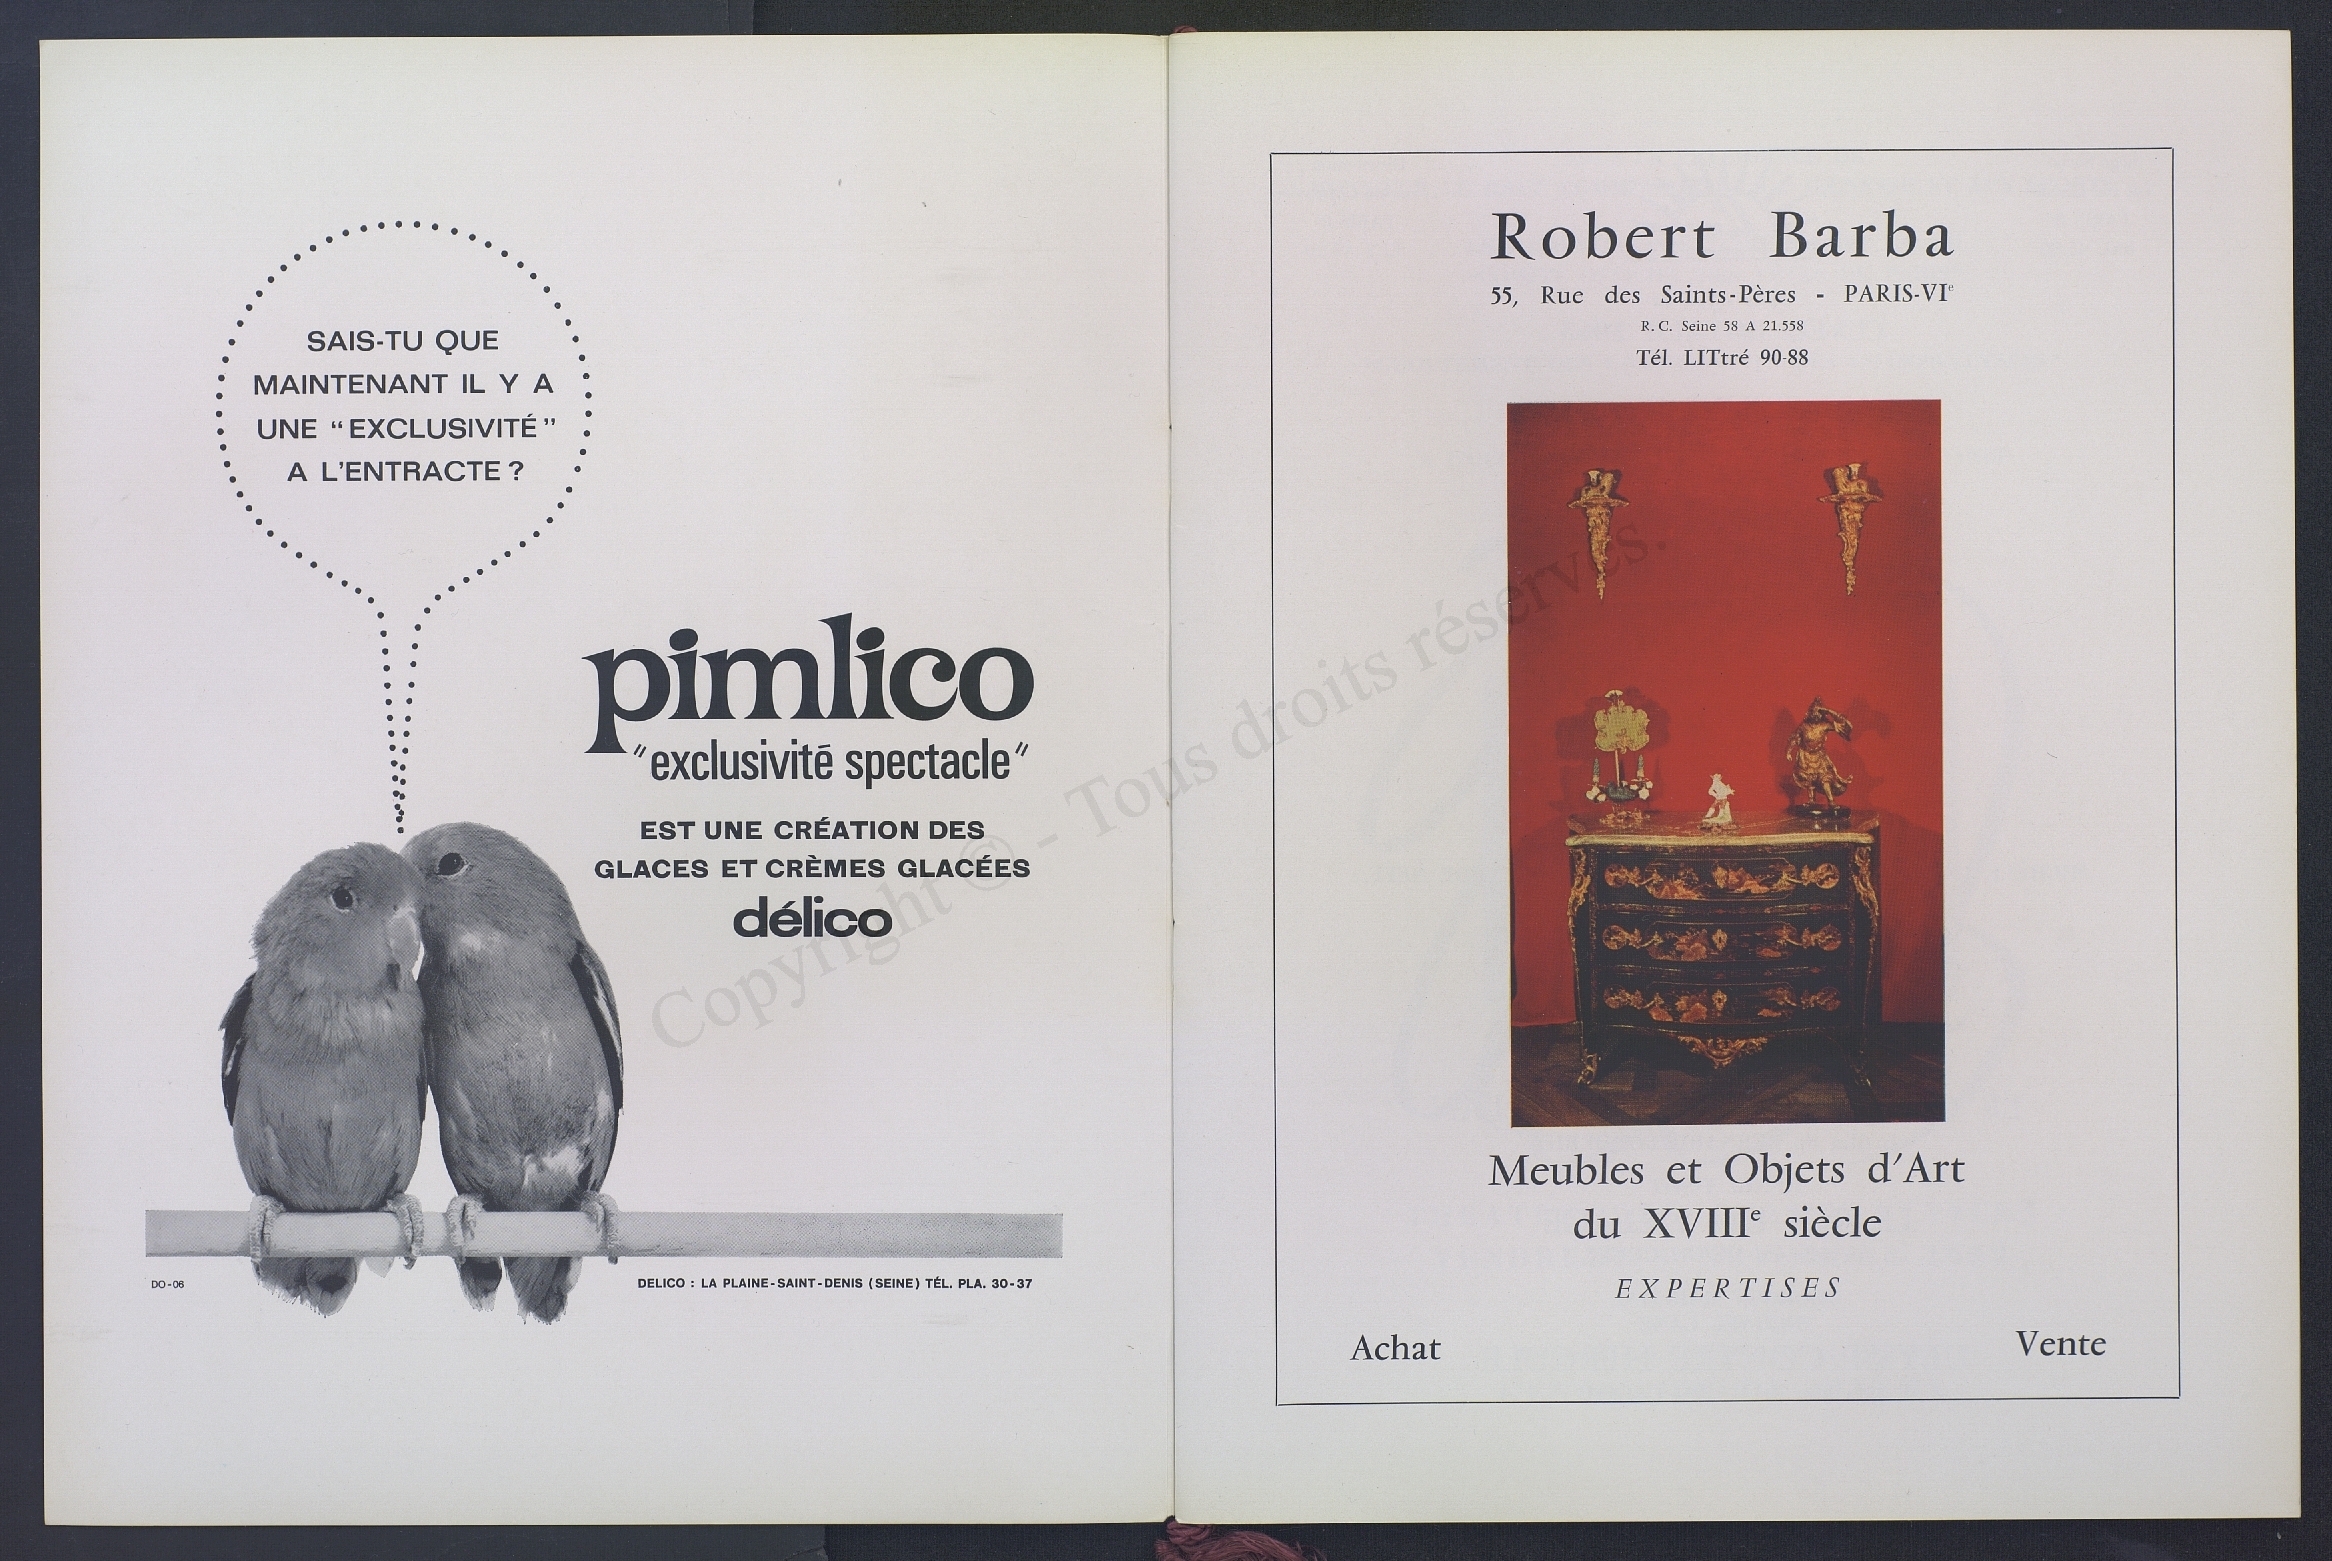 SAIS-TU QUE
MAINTENANT IL Y A
UNE “EXCLUSIVITÉ”
A L'ENTRACTE ?
pimlico
"exclusivité spectacle"
EST UNE CRÉATION DES
GLACES ET CRÈMES GLACÉES
délico
DO-06
DELICO : LA PLAINE-SAINT-DENIS (SEINE) TÉL. PLA. 30-37
Robert Barba
55, Rue des Saints-Pères - PARIS-VIe
R. C. Seine 58 A 21.558
Tél. LITtré 90-88
Meubles et Objets d'Art
du XVIIIe siècle
EXPERTISES
Achat
Vente
Copyright © - Tous droits réservés.